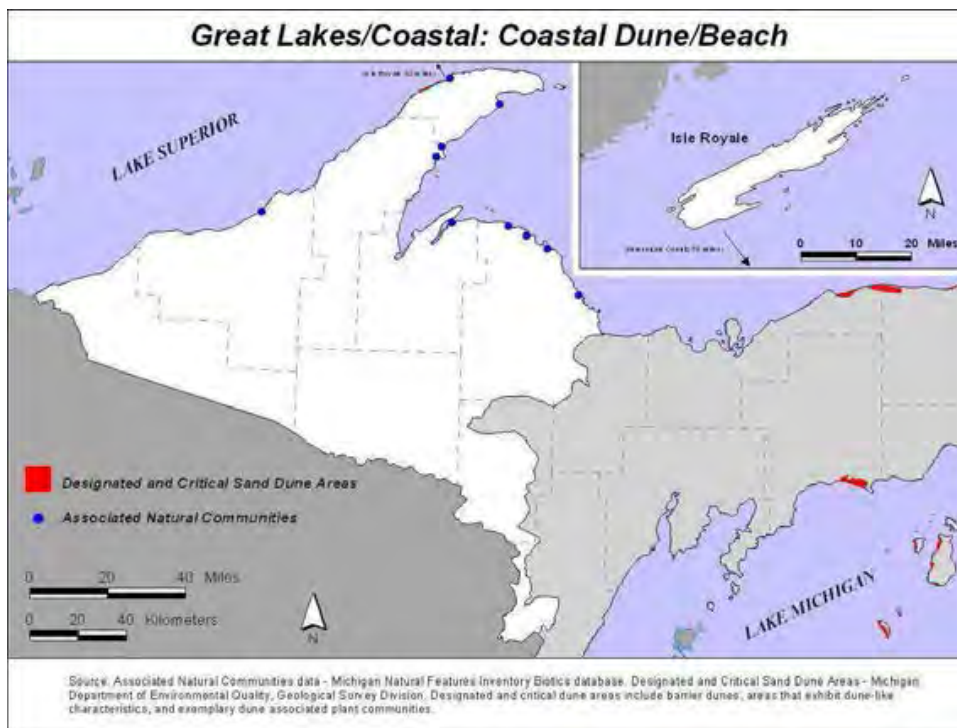 Great Lakes/Coastal: Coastal Dune/Beach
LAKE SUPERIOR
Isle Royale
N
0 10 20 Miles
Designated and Critical Sand Dune Areas
Associated Natural Communities
0 20 40 Miles
0 20 40 Kilometers
N
LAKE MICHIGAN
Source: Associated Natural Communities data - Michigan Natural Features Inventory Biotics database. Designated and Critical Sand Dune Areas - Michigan
Department of Environmental Quality, Geological Survey Division. Designated and critical dune areas include barrier dunes, areas that exhibit dune-like
characteristics, and exemplary dune associated plant communities.